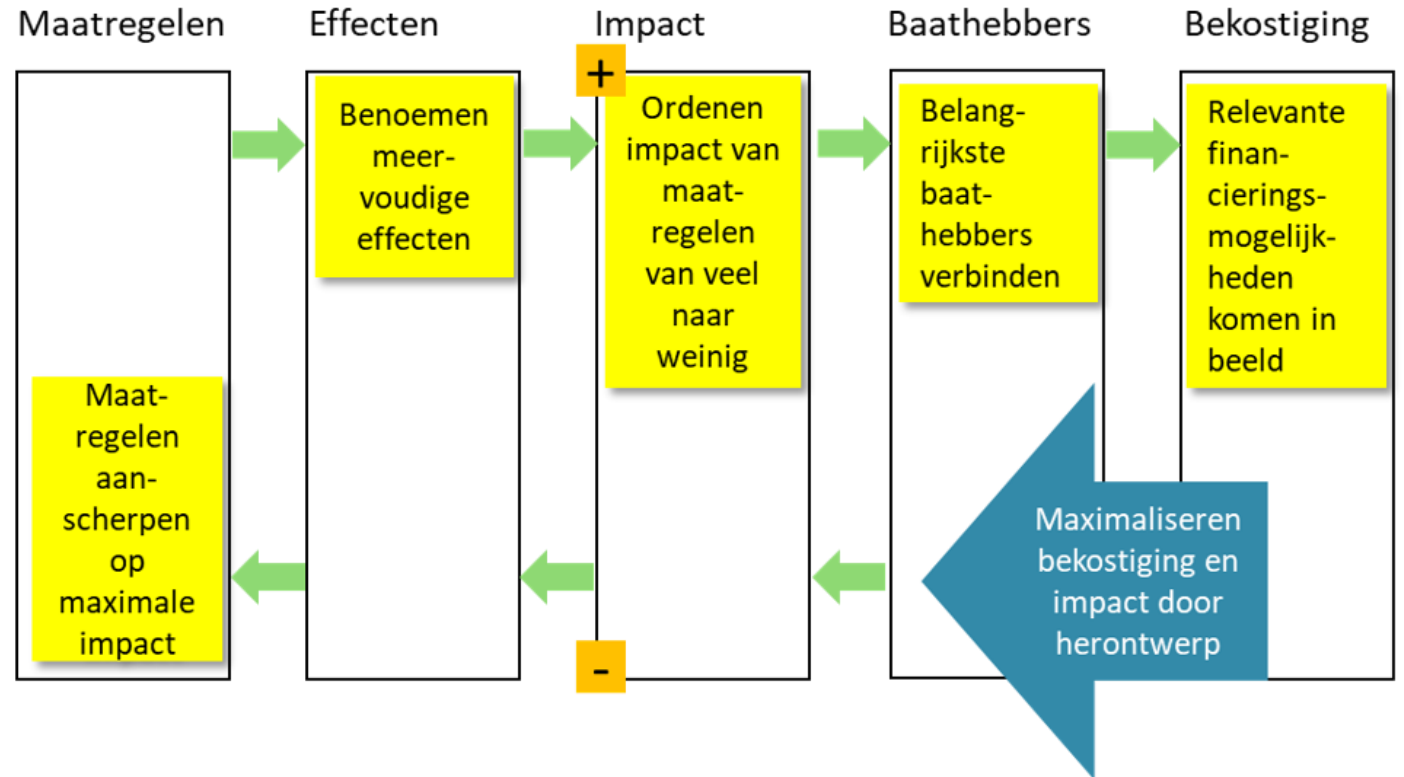 Maatregelen
Effecten
Impact
Baathebbers
Bekostiging
+
Benoemen
meer-
voudige
effecten
Ordenen
impact van
maat-
regelen
van veel
naar
weinig
Belang-
rijkste
baat-
hebbers
verbinden
Relevante
finan-
cierings-
mogelijk-
heden
komen in
beeld
Maat-
regelen
aan-
scherpen
op
maximale
impact
Maximaliseren
bekostiging en
impact door
herontwerp
-